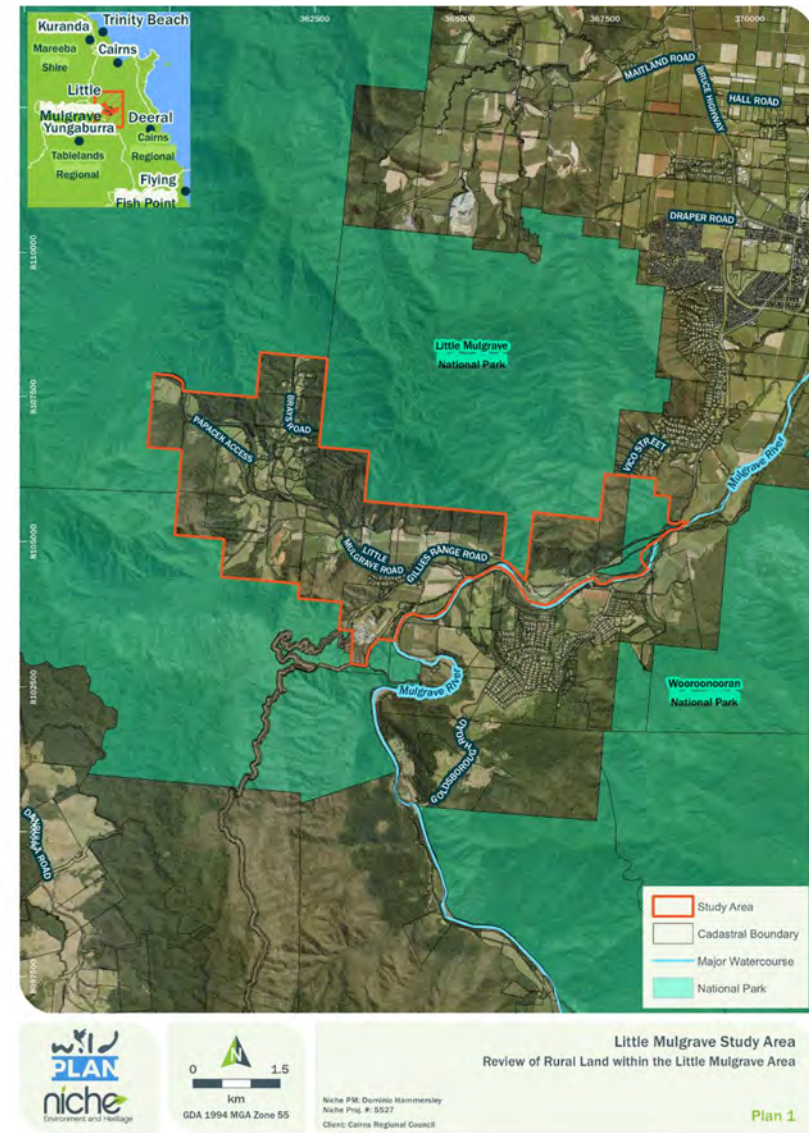 Kuranda
Trinity Beach
Mareeba
Shire
Cairns
Little
Mulgrave
Yungaburra
Deeral
Cairns
Regional
Tablelands
Regional
Flying
Fish Point
362500
365000
367500
370000
8110000
8107500
8105000
8102500
MAITLAND ROAD
BRUCE HIGHWAY
HALL ROAD
DRAPER ROAD
Little Mulgrave
National Park
BRAYS ROAD
PAPACEK ACCESS
VICO STREET
Mulgrave River
LITTLE
MULGRAVE ROAD
GILLIES RANGE ROAD
Mulgrave River
Wooroonooran
National Park
GOLDSBOROUGH
ROAD
ROAD
Study Area
Cadastral Boundary
Major Watercourse
National Park
PLAN
niche
Environment and Heritage
N
0 1.5
km
GDA 1994 MGA Zone 55
Little Mulgrave Study Area
Review of Rural Land within the Little Mulgrave Area
Niche PM: Dominic Hammersley
Niche Proj. #: 5527
Client: Cairns Regional Council
Plan 1